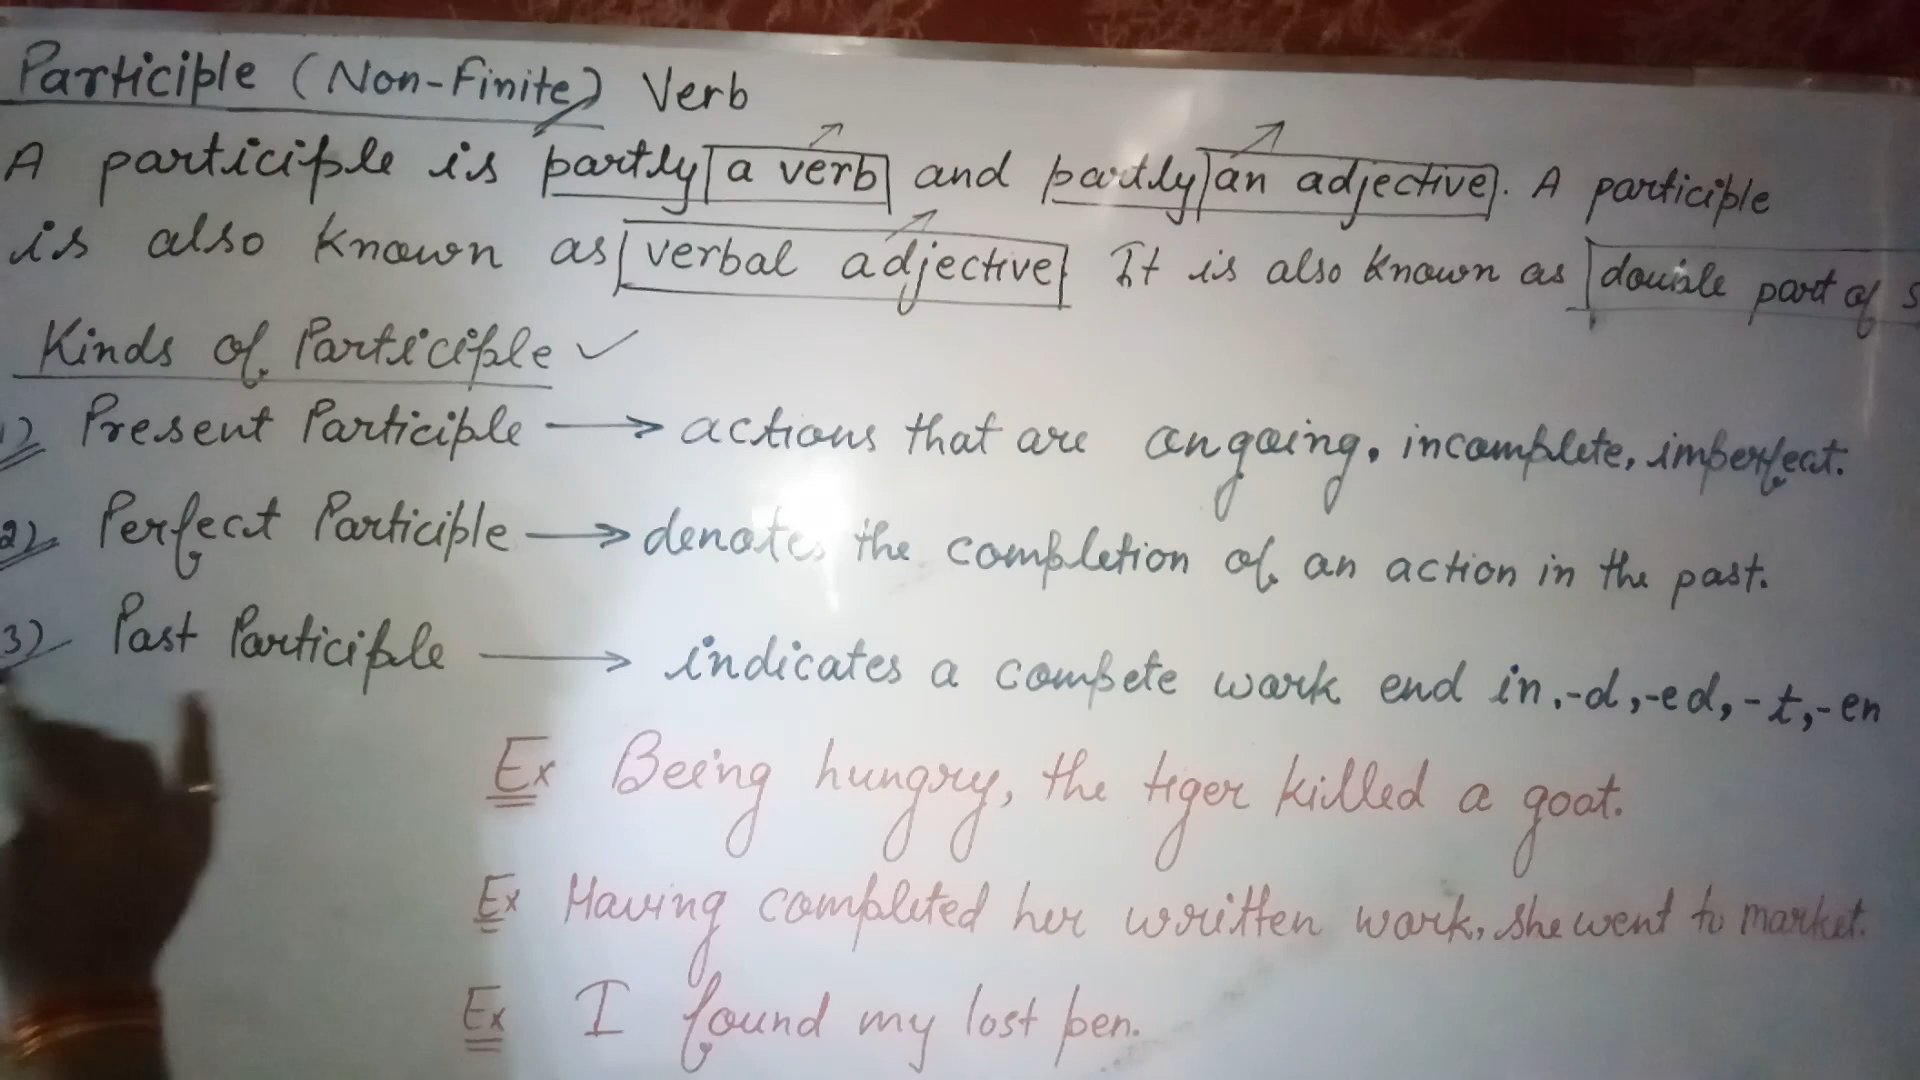 Participle (Non-Finite) Verb
A participle is partly a verb and partly an adjective. A participle
is also known as verbal adjective It is also known as double part of
Kinds of Participle
1) Present Participle → actions that are ongoing, incomplete, imperfect.
2) Perfect Participle → denotes the completion of an action in the past.
3) Past Participle → indicates a compete work end in, -d, -ed, -t, -en
Ex Being hungry, the tiger killed a goat.
Ex Having completed her written work, she went to market.
Ex I found my lost pen.